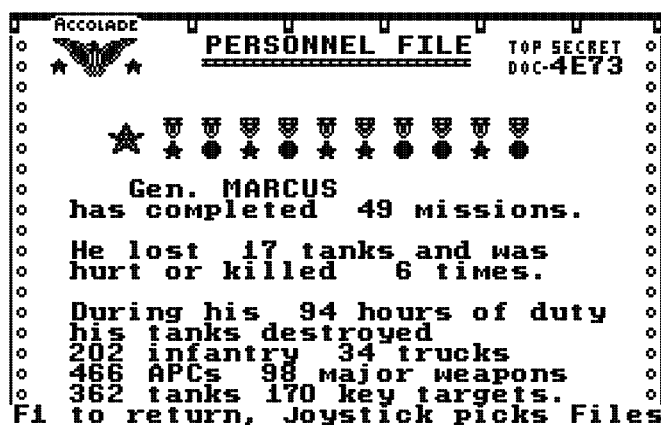 ACCOLADE
PERSONNEL FILE
TOP SECRET
DOC-4E73
Gen. MARCUS
has completed 49 missions.
He lost 17 tanks and was
hurt or killed 6 times.
During his 94 hours of duty
his tanks destroyed
202 infantry 34 trucks
466 APCs 98 major weapons
362 tanks 170 key targets.
F1 to return, Joystick picks Files